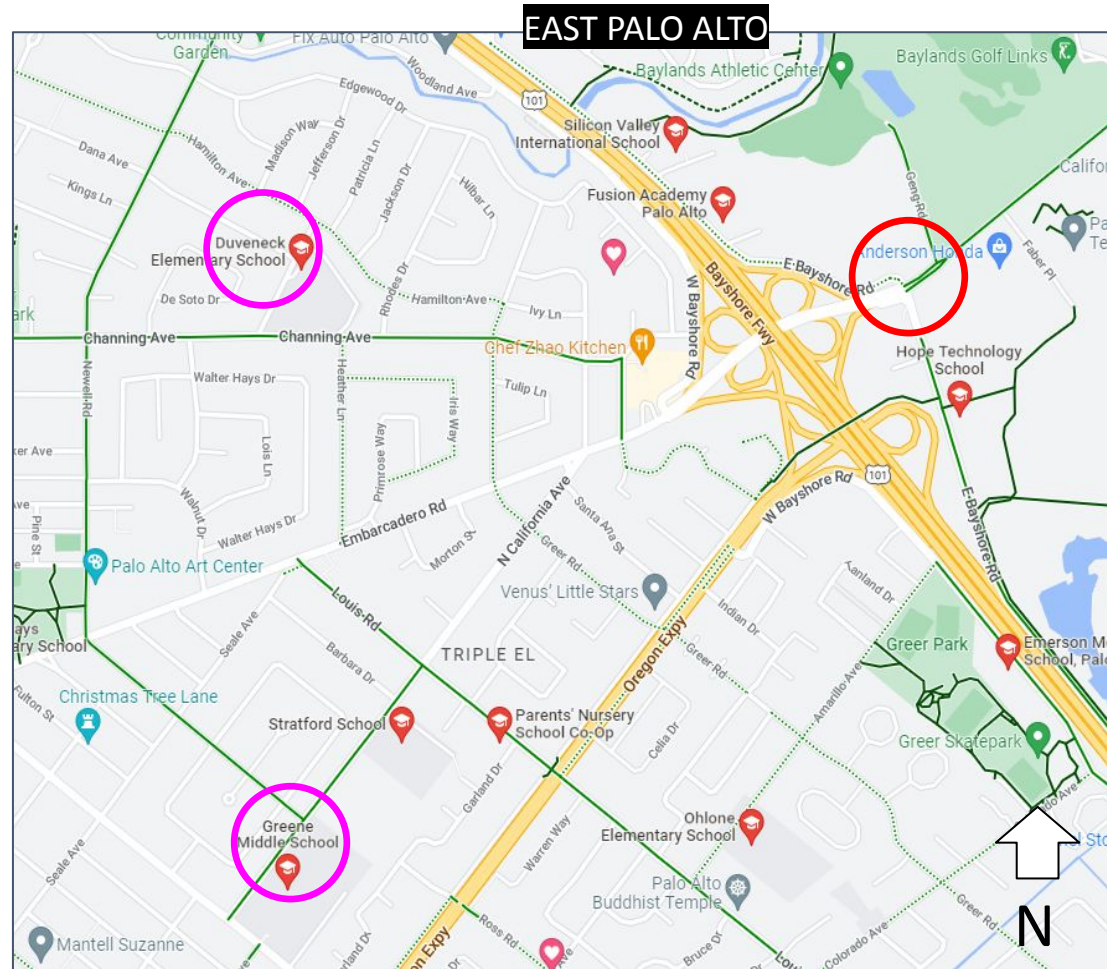 EAST PALO ALTO
Community
Garden
Fix Auto Palo Alto
Woodland Ave
Edgewood Dr
101
Baylands Athletic Center
Baylands Golf Links
Silicon Valley
International School
Madison Way
Jefferson Dr
Patricia Ln
Jackson Dr
Hamilton Ave
Dana Ave
Kings Ln
Hilbar Ln
Fusion Academy
Palo Alto
Geng Rd
Duveneck
Elementary School
Anderson Honda
Faber Pl
E Bayshore Rd
Bayshore Fwy
W Bayshore Rd
De Soto Dr
Rhodes Dr
Hamilton Ave
Ivy Ln
Channing Ave
Channing Ave
Chef Zhao Kitchen
Hope Technology
School
Newell Rd
Walter Hays Dr
Heather Ln
Iris Way
Tulip Ln
Primrose Way
Lois Ln
Walnut Dr
Walter Hays Dr
Embarcadero Rd
Morton St
N California Ave
Santa Ana St
W Bayshore Rd
101
E Bayshore Rd
Pine St
Palo Alto Art Center
Greer Rd
Venus' Little Stars
Indian Dr
Tanland Dr
Louis Rd
Seale Ave
Barbara Dr
TRIPLE EL
Oregon Expy
Greer Rd
Amarillo Ave
Greer Park
Fulton St
Christmas Tree Lane
Stratford School
Parents' Nursery
School Co-Op
Celia Dr
Greer Skatepark
Garland Dr
Greene
Middle School
Warren Way
Ohlone
Elementary School
Seale Ave
Palo Alto
Buddhist Temple
Greer Rd
N
Mantell Suzanne
Ross Rd
Bruce Dr
Colorado Ave